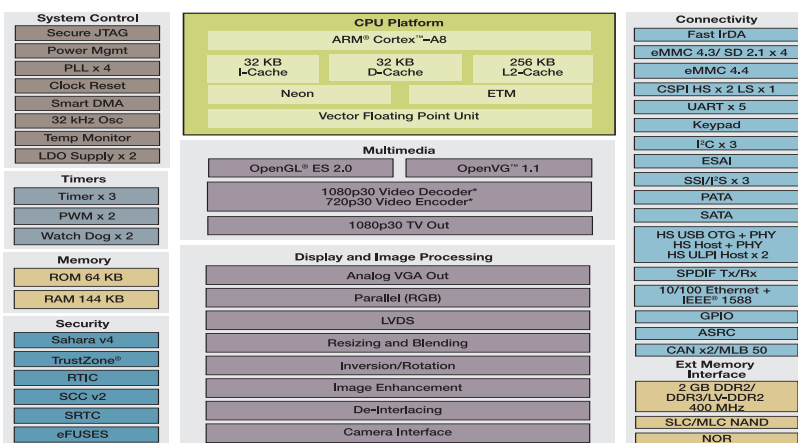 System Control
Secure JTAG
Power Mgmt
PLL x 4
Clock Reset
Smart DMA
32 kHz Osc
Temp Monitor
LDO Supply x 2
Timers
Timer x 3
PWM x 2
Watch Dog x 2
Memory
ROM 64 KB
RAM 144 KB
Security
Sahara v4
TrustZone®
RTIC
SCC v2
SRTC
eFUSES
CPU Platform
ARM® Cortex™–A8
32 KB
I-Cache
32 KB
D-Cache
256 KB
L2-Cache
Neon
ETM
Vector Floating Point Unit
Multimedia
OpenGL® ES 2.0
OpenVG™ 1.1
1080p30 Video Decoder*
720p30 Video Encoder*
1080p30 TV Out
Display and Image Processing
Analog VGA Out
Parallel (RGB)
LVDS
Resizing and Blending
Inversion/Rotation
Image Enhancement
De-Interlacing
Camera Interface
Connectivity
Fast IrDA
eMMC 4.3/ SD 2.1 x 4
eMMC 4.4
CSPI HS x 2 LS x 1
UART x 5
Keypad
I²C x 3
ESAI
SSI/I²S x 3
PATA
SATA
HS USB OTG + PHY
HS Host + PHY
HS ULPI Host x 2
SPDIF Tx/Rx
10/100 Ethernet +
IEEE® 1588
GPIO
ASRC
CAN x2/MLB 50
Ext Memory
Interface
2 GB DDR2/
DDR3/LV-DDR2
400 MHz
SLC/MLC NAND
NOR